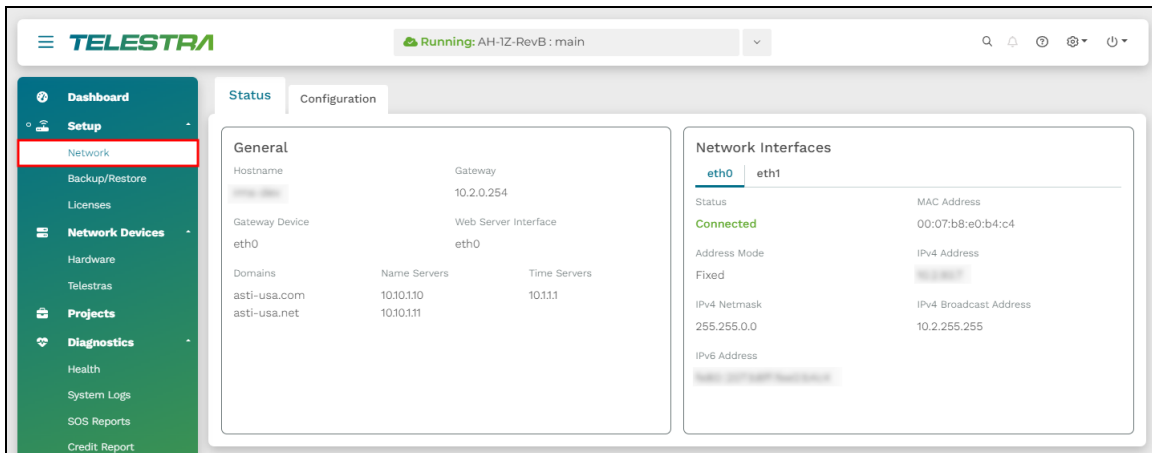 TELESTRA
Running: AH-1Z-RevB : main
Dashboard
Setup
Network
Backup/Restore
Licenses
Network Devices
Hardware
Telestras
Projects
Diagnostics
Health
System Logs
SOS Reports
Credit Report
Status Configuration
General
Hostname Gateway
10.2.0.254
Gateway Device Web Server Interface
eth0 eth0
Domains Name Servers Time Servers
asti-usa.com 10.10.1.10 10.1.1.1
asti-usa.net 10.10.1.11
Network Interfaces
eth0 eth1
Status MAC Address
Connected 00:07:b8:e0:b4:c4
Address Mode IPv4 Address
Fixed
IPv4 Netmask IPv4 Broadcast Address
255.255.0.0 10.2.255.255
IPv6 Address